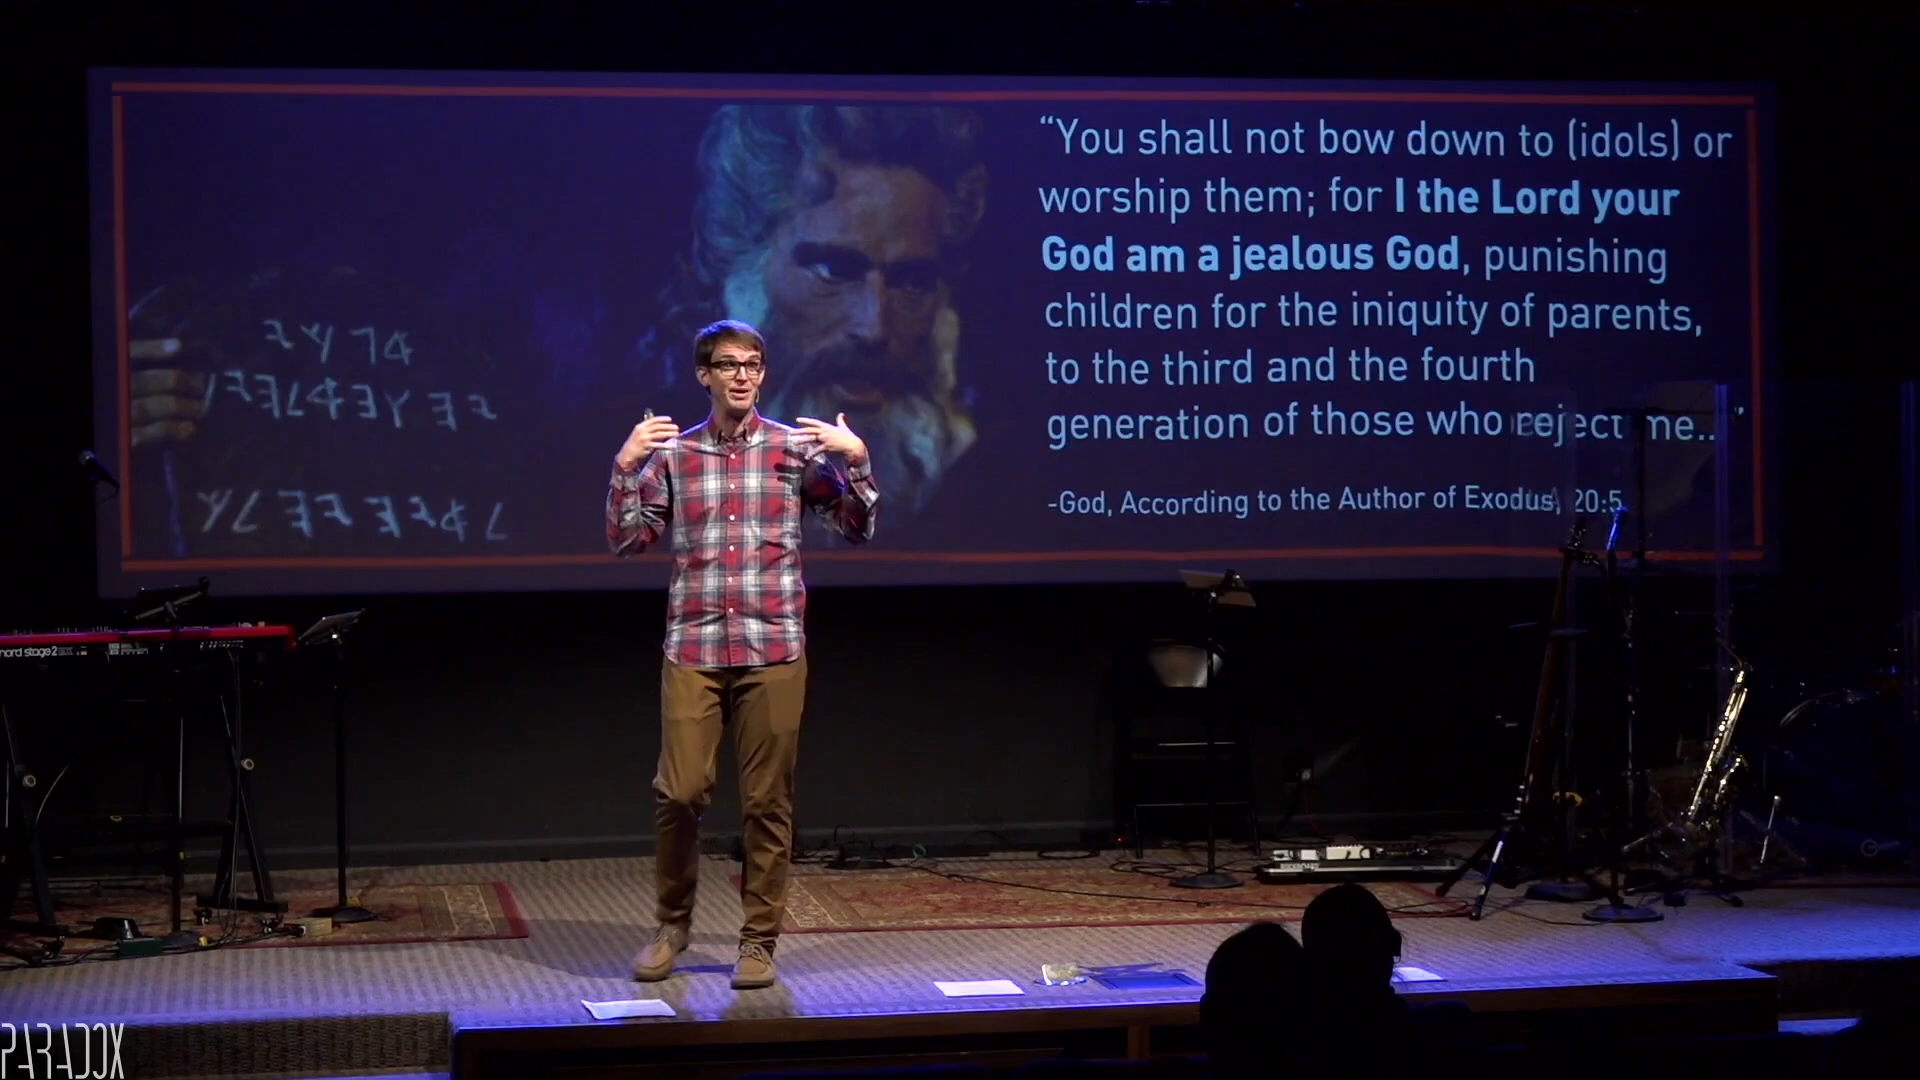 “You shall not bow down to (idols) or
worship them; for I the Lord your
God am a jealous God, punishing
children for the iniquity of parents,
to the third and the fourth
generation of those who reject me..”
-God, According to the Author of Exodus, 20:5
nord stage 2 EX
PARADOX